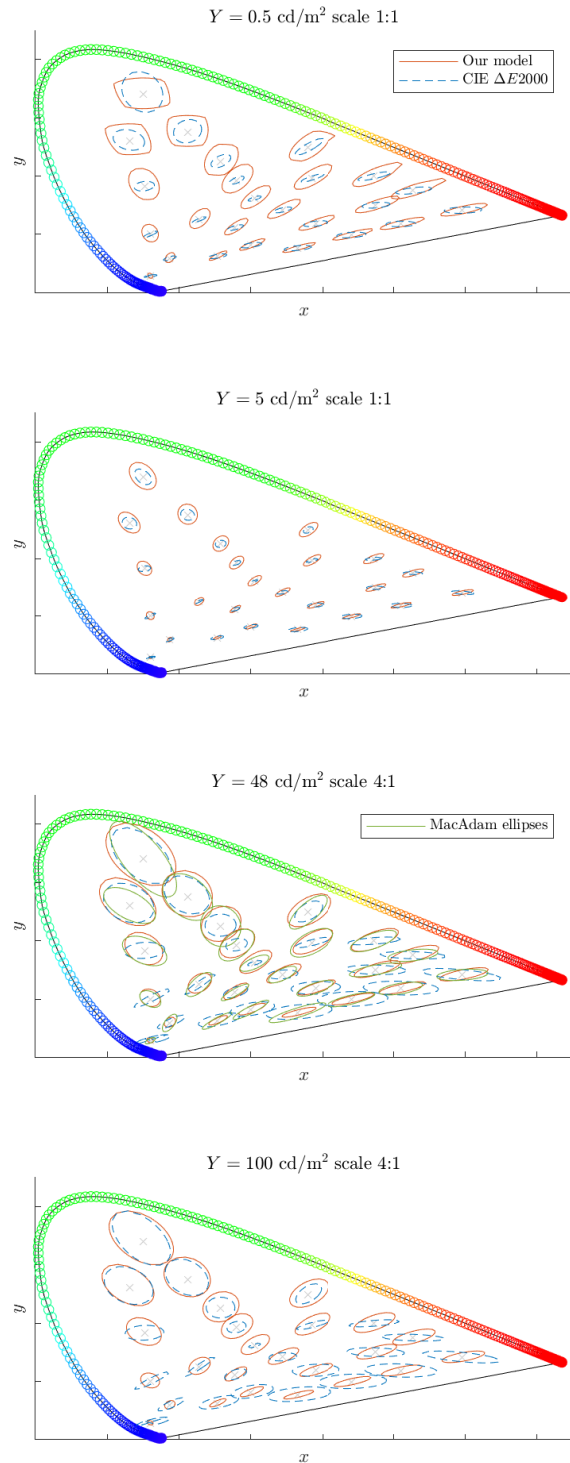 Y = 0.5 cd/m² scale 1:1
Our model
CIE ΔE2000
y
x
Y = 5 cd/m² scale 1:1
y
x
Y = 48 cd/m² scale 4:1
MacAdam ellipses
y
x
Y = 100 cd/m² scale 4:1
y
x